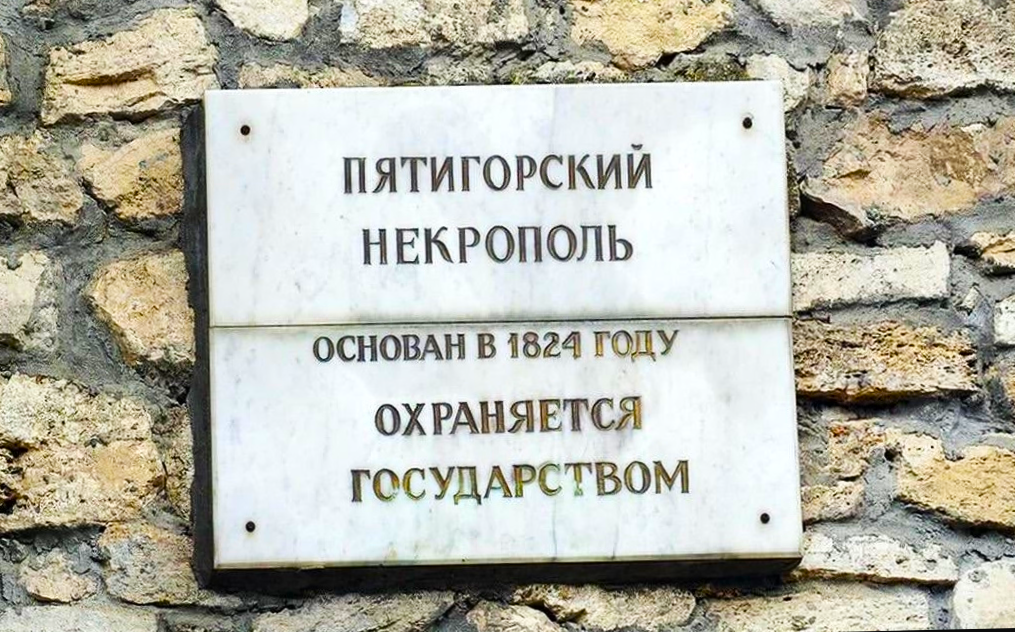 ПЯТИГОРСКИЙ
НЕКРОПОЛЬ
ОСНОВАН В 1824 ГОДУ
ОХРАНЯЕТСЯ
ГОСУДАРСТВОМ